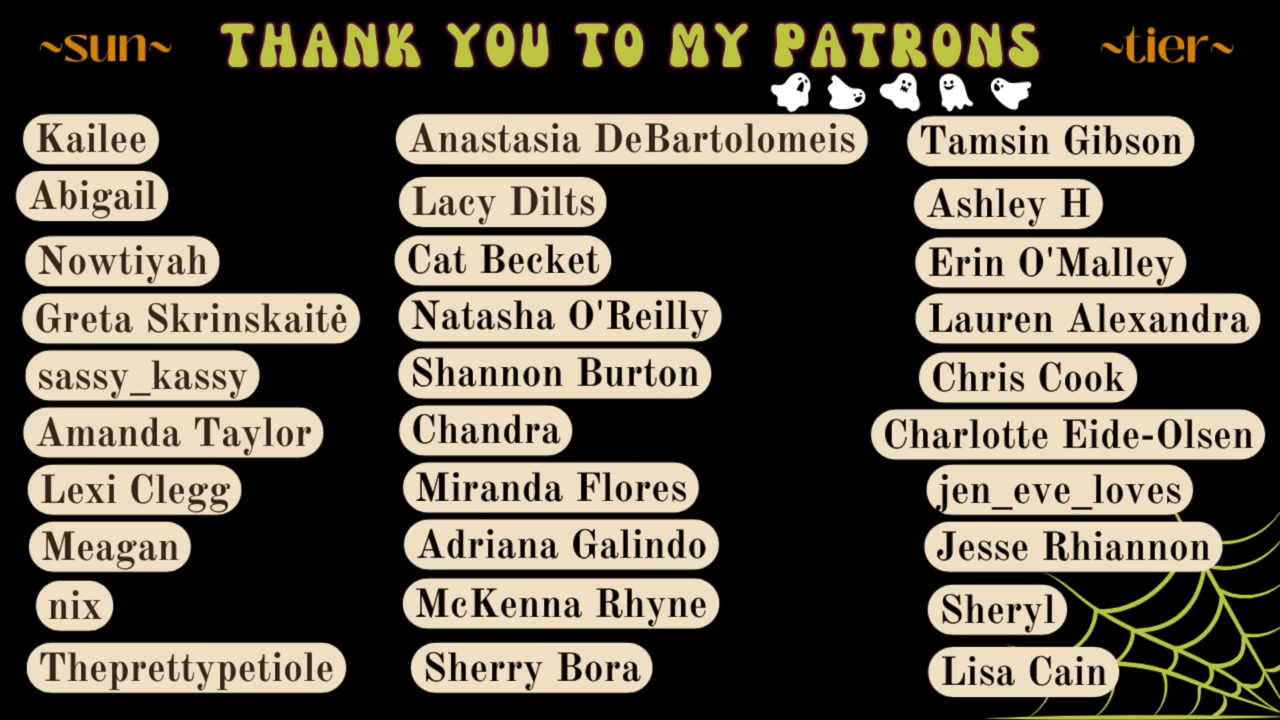 ~sun~ THANK YOU TO MY PATRONS ~tier~
Kailee
Abigail
Nowtiyah
Greta Skrinskaitė
sassy_kassy
Amanda Taylor
Lexi Clegg
Meagan
nix
Theprettypetiole
Anastasia DeBartolomeis
Lacy Dilts
Cat Becket
Natasha O'Reilly
Shannon Burton
Chandra
Miranda Flores
Adriana Galindo
McKenna Rhyne
Sherry Bora
Tamsin Gibson
Ashley H
Erin O'Malley
Lauren Alexandra
Chris Cook
Charlotte Eide-Olsen
jen_eve_loves
Jesse Rhiannon
Sheryl
Lisa Cain